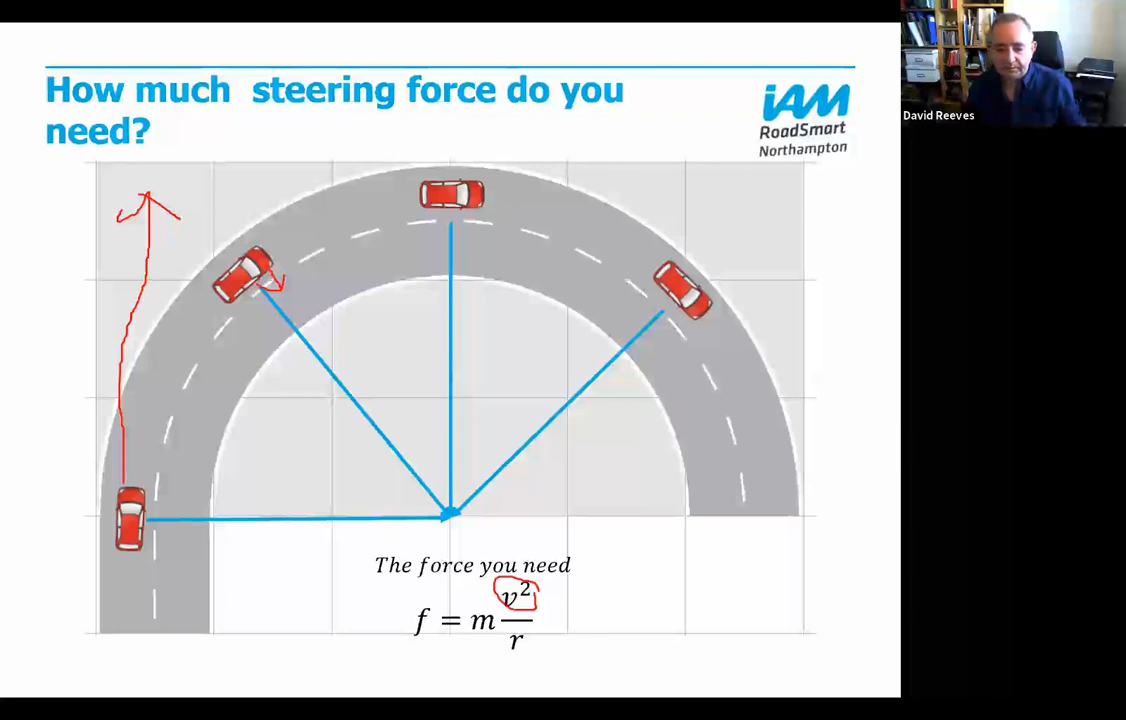 How much steering force do you
need?
iAM
RoadSmart
Northampton
David Reeves
The force you need
f = m v²/r